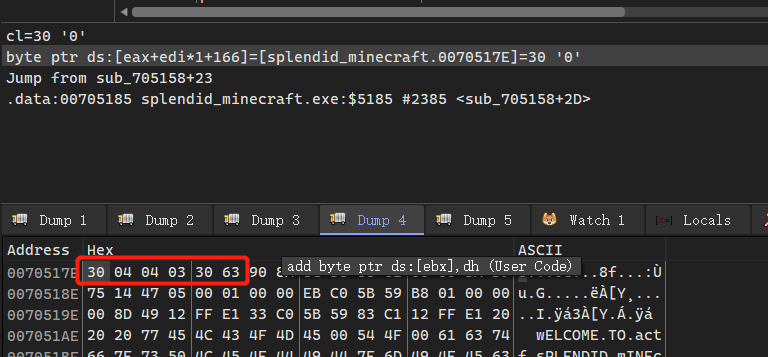 cl=30 '0'
byte ptr ds:[eax+edi*1+166]=[splendid_minecraft.0070517E]=30 '0'
Jump from sub_705158+23
.data:00705185 splendid_minecraft.exe:$5185 #2385 <sub_705158+2D>
Dump 1 Dump 2 Dump 3 Dump 4 Dump 5 Watch 1 Locals
Address Hex ASCII
0070517E 30 04 04 03 30 63 90 8f...:Ù
add byte ptr ds:[ebx],dh (User Code)
0070518E 75 14 47 05 00 01 00 00 EB C0 5B 59 B8 01 00 00 u.G.....ëÀ[Y¸...
0070519E 00 8D 49 12 FF E1 33 C0 5B 59 83 C1 12 FF E1 20 ..I.ÿá3À[Y.Á.ÿá
007051AE 20 20 77 45 4C 43 4F 4D 45 00 54 4F 00 61 63 74 wELCOME.TO.act